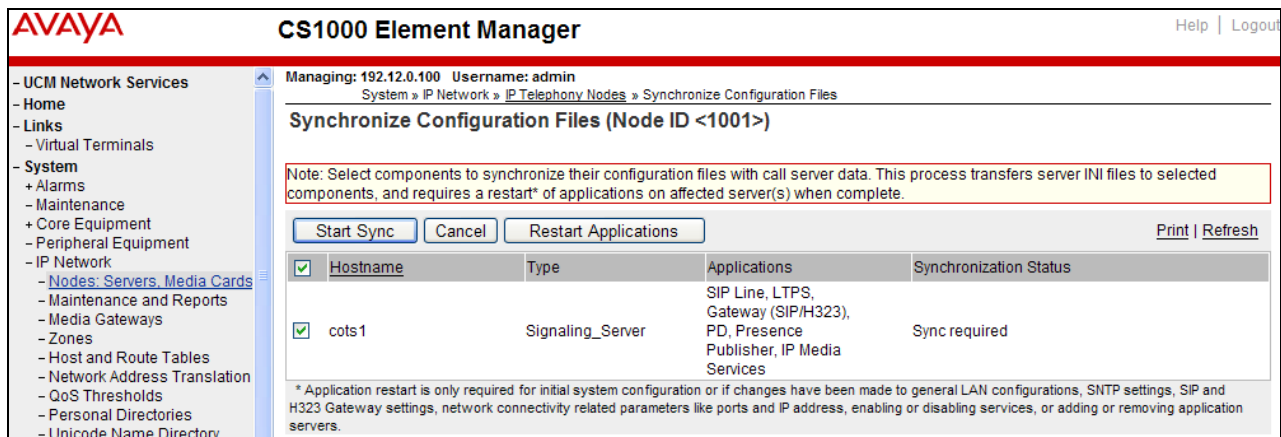 AVAYA
CS1000 Element Manager
Help | Logout
– UCM Network Services
– Home
– Links
– Virtual Terminals
– System
+ Alarms
– Maintenance
+ Core Equipment
– Peripheral Equipment
– IP Network
– Nodes: Servers, Media Cards
– Maintenance and Reports
– Media Gateways
– Zones
– Host and Route Tables
– Network Address Translation
– QoS Thresholds
– Personal Directories
– Unicode Name Directory
Managing: 192.12.0.100 Username: admin
System » IP Network » IP Telephony Nodes » Synchronize Configuration Files
Synchronize Configuration Files (Node ID <1001>)
Note: Select components to synchronize their configuration files with call server data. This process transfers server INI files to selected
components, and requires a restart* of applications on affected server(s) when complete.
Start Sync Cancel Restart Applications Print | Refresh
Hostname Type Applications Synchronization Status
cots1 Signaling_Server SIP Line, LTPS,
Gateway (SIP/H323),
PD, Presence
Publisher, IP Media
Services
Sync required
* Application restart is only required for initial system configuration or if changes have been made to general LAN configurations, SNTP settings, SIP and
H323 Gateway settings, network connectivity related parameters like ports and IP address, enabling or disabling services, or adding or removing application
servers.